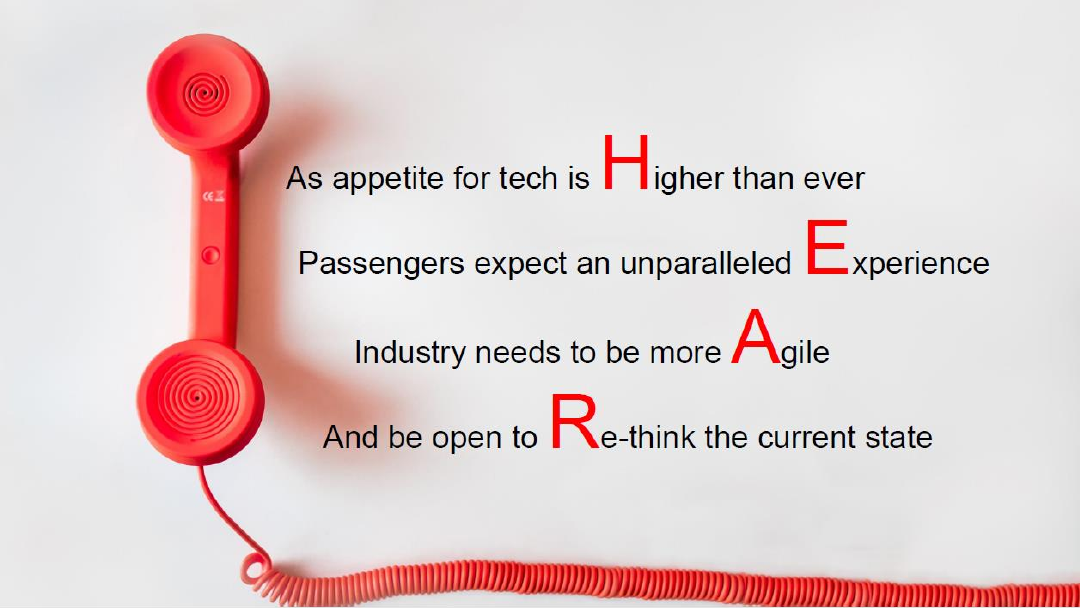 As appetite for tech is Higher than ever
Passengers expect an unparalleled Experience
Industry needs to be more Agile
And be open to Re-think the current state
CE